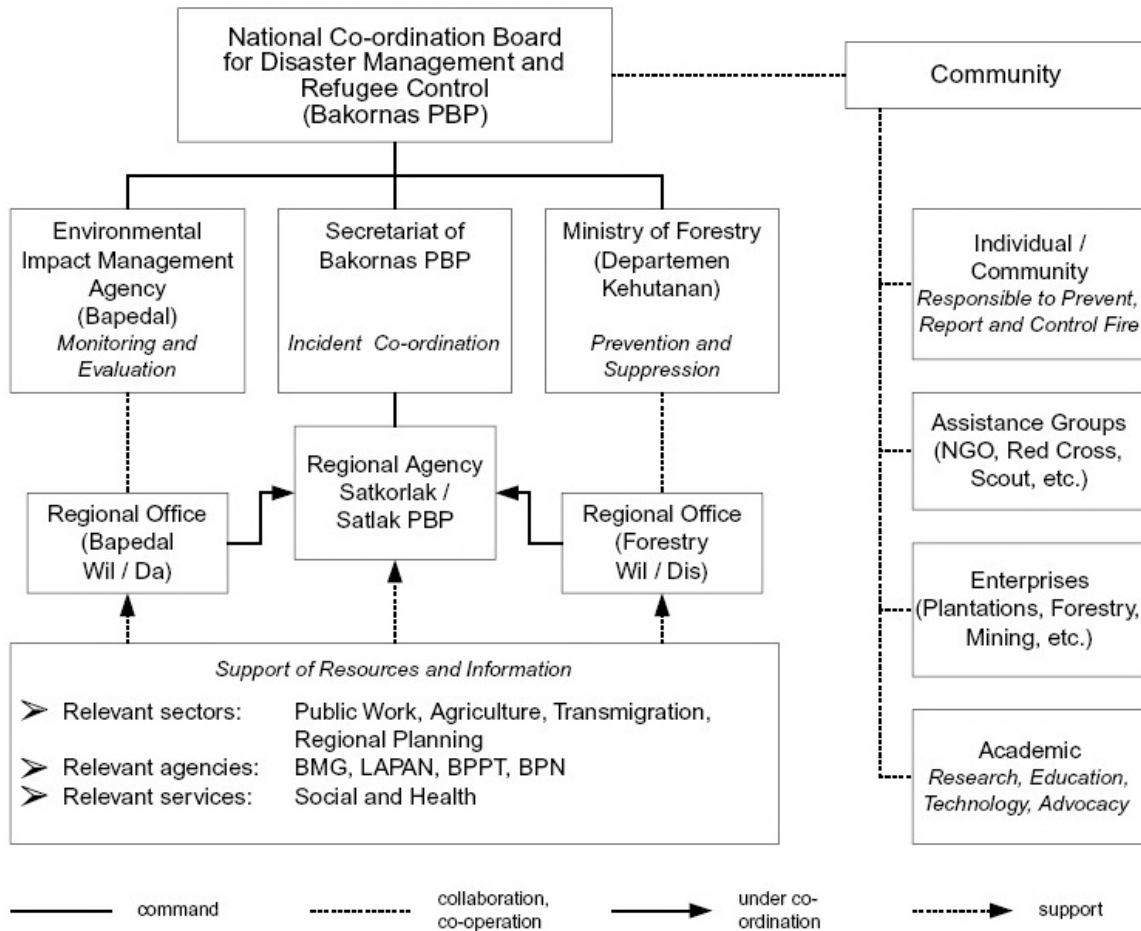 National Co-ordination Board
for Disaster Management and
Refugee Control
(Bakornas PBP)
Community
Environmental
Impact Management
Agency
(Bapedal)
Monitoring and
Evaluation
Secretariat of
Bakornas PBP
Incident Co-ordination
Ministry of Forestry
(Departemen
Kehutanan)
Prevention and
Suppression
Individual /
Community
Responsible to Prevent,
Report and Control Fire
Assistance Groups
(NGO, Red Cross,
Scout, etc.)
Enterprises
(Plantations, Forestry,
Mining, etc.)
Academic
Research, Education,
Technology, Advocacy
Regional Office
(Bapedal
Wil / Da)
Regional Agency
Satkorlak /
Satlak PBP
Regional Office
(Forestry
Wil / Dis)
Support of Resources and Information
Relevant sectors: Public Work, Agriculture, Transmigration,
Regional Planning
Relevant agencies: BMG, LAPAN, BPPT, BPN
Relevant services: Social and Health
command
collaboration,
co-operation
under co-
ordination
support